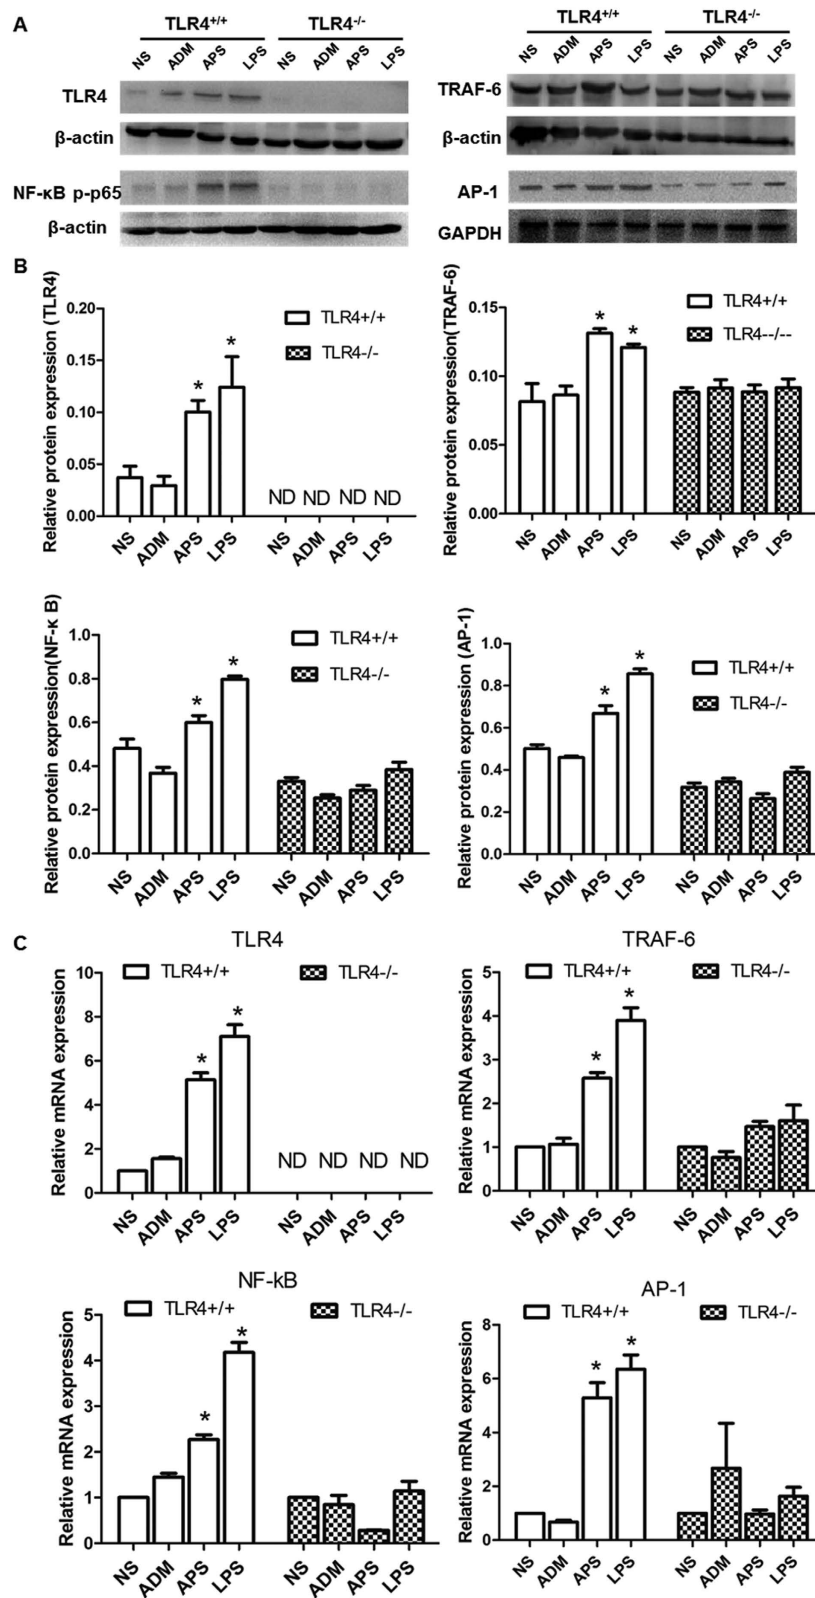 A
TLR4+/+ TLR4-/-
NS ADM APS LPS NS ADM APS LPS
TLR4
β-actin
NF-κB p-p65
β-actin
TLR4+/+ TLR4-/-
NS ADM APS LPS NS ADM APS LPS
TRAF-6
β-actin
AP-1
GAPDH
B
Relative protein expression (TLR4)
0.20
0.15
0.10
0.05
0.00
TLR4+/+
TLR4-/-
* *
ND ND ND ND
NS ADM APS LPS NS ADM APS LPS
Relative protein expression(TRAF-6)
0.15
0.10
0.05
0.00
TLR4+/+
TLR4--/--
* *
NS ADM APS LPS NS ADM APS LPS
Relative protein expression(NF-κ B)
1.0
0.8
0.6
0.4
0.2
0.0
TLR4+/+
TLR4-/-
* *
NS ADM APS LPS NS ADM APS LPS
Relative protein expression (AP-1)
1.0
0.8
0.6
0.4
0.2
0.0
TLR4+/+
TLR4-/-
* *
NS ADM APS LPS NS ADM APS LPS
C
TLR4
Relative mRNA expression
10
8
6
4
2
0
TLR4+/+ TLR4-/-
* *
ND ND ND ND
NS ADM APS LPS NS ADM APS LPS
TRAF-6
Relative mRNA expression
5
4
3
2
1
0
TLR4+/+ TLR4-/-
* *
NS ADM APS LPS NS ADM APS LPS
NF-kB
Relative mRNA expression
5
4
3
2
1
0
TLR4+/+ TLR4-/-
* *
NS ADM APS LPS NS ADM APS LPS
AP-1
Relative mRNA expression
8
6
4
2
0
TLR4+/+ TLR4-/-
* *
NS ADM APS LPS NS ADM APS LPS